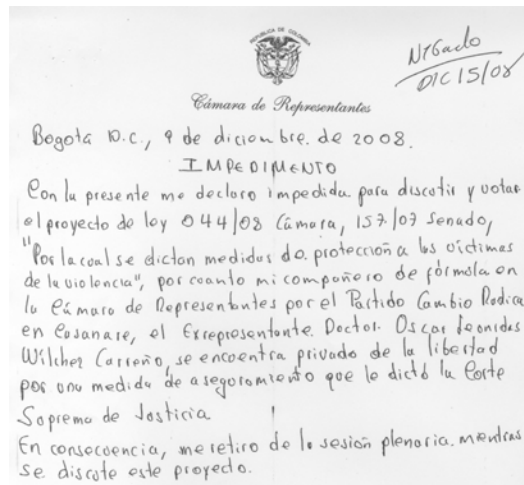 REPUBLICA DE COLOMBIA
Negado
DIC 15/08
Cámara de Representantes
Bogotá D.C., 9 de diciembre de 2008.
IMPEDIMENTO
Con la presente me declaro impedida para discutir y votar
el proyecto de ley 044/08 Cámara, 157/07 Senado,
"Por la cual se dictan medidas de protección a las víctimas
de la violencia", por cuanto mi compañero de fórmula en
la Cámara de Representantes por el Partido Cambio Radica
en Casanare, el Exrepresentante Doctor Oscar Leonidas
Wilcher Carreño, se encuentra privado de la libertad
por una medida de aseguramiento que le dictó la Corte
Suprema de Justicia
En consecuencia, me retiro de la sesión plenaria mientras
se discute este proyecto.